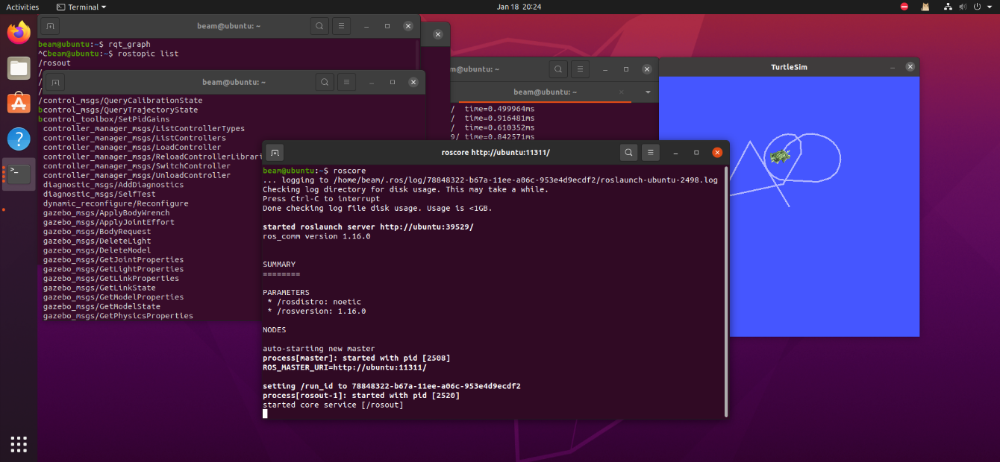 Activities
Terminal
Jan 18 20:24
beam@ubuntu: ~
beam@ubuntu:~$ rqt_graph
^Cbeam@ubuntu:~$ rostopic list
/rosout
/
/
/
beam@ubuntu: ~
/control_msgs/QueryCalibrationState
bcontrol_msgs/QueryTrajectoryState
bcontrol_toolbox/SetPidGains
controller_manager_msgs/ListControllerTypes
controller_manager_msgs/ListControllers
controller_manager_msgs/LoadController
controller_manager_msgs/ReloadControllerLibrari
controller_manager_msgs/SwitchController
controller_manager_msgs/UnloadController
diagnostic_msgs/AddDiagnostics
diagnostic_msgs/SelfTest
dynamic_reconfigure/Reconfigure
gazebo_msgs/ApplyBodyWrench
gazebo_msgs/ApplyJointEffort
gazebo_msgs/BodyRequest
gazebo_msgs/DeleteLight
gazebo_msgs/DeleteModel
gazebo_msgs/GetJointProperties
gazebo_msgs/GetLightProperties
gazebo_msgs/GetLinkProperties
gazebo_msgs/GetLinkState
gazebo_msgs/GetModelProperties
gazebo_msgs/GetModelState
gazebo_msgs/GetPhysicsProperties
m@ubuntu: ~
beam@ubuntu: ~
/ time=0.499964ms
/ time=0.916481ms
/ time=0.610352ms
9/ time=0.842571ms
TurtleSim
roscore http://ubuntu:11311/
beam@ubuntu:~$ roscore
... logging to /home/beam/.ros/log/78848322-b67a-11ee-a06c-953e4d9ecdf2/roslaunch-ubuntu-2498.log
Checking log directory for disk usage. This may take a while.
Press Ctrl-C to interrupt
Done checking log file disk usage. Usage is <1GB.
started roslaunch server http://ubuntu:39529/
ros_comm version 1.16.0
SUMMARY
========
PARAMETERS
* /rosdistro: noetic
* /rosversion: 1.16.0
NODES
auto-starting new master
process[master]: started with pid [2508]
ROS_MASTER_URI=http://ubuntu:11311/
setting /run_id to 78848322-b67a-11ee-a06c-953e4d9ecdf2
process[rosout-1]: started with pid [2520]
started core service [/rosout]